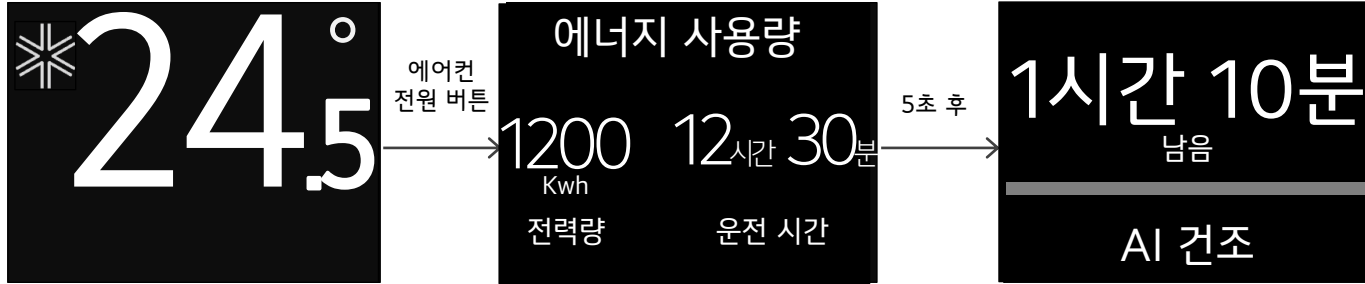 24.5°
에어컨
전원 버튼
에너지 사용량
1200
Kwh
전력량
12시간 30분
운전 시간
5초 후
1시간 10분
남음
AI 건조